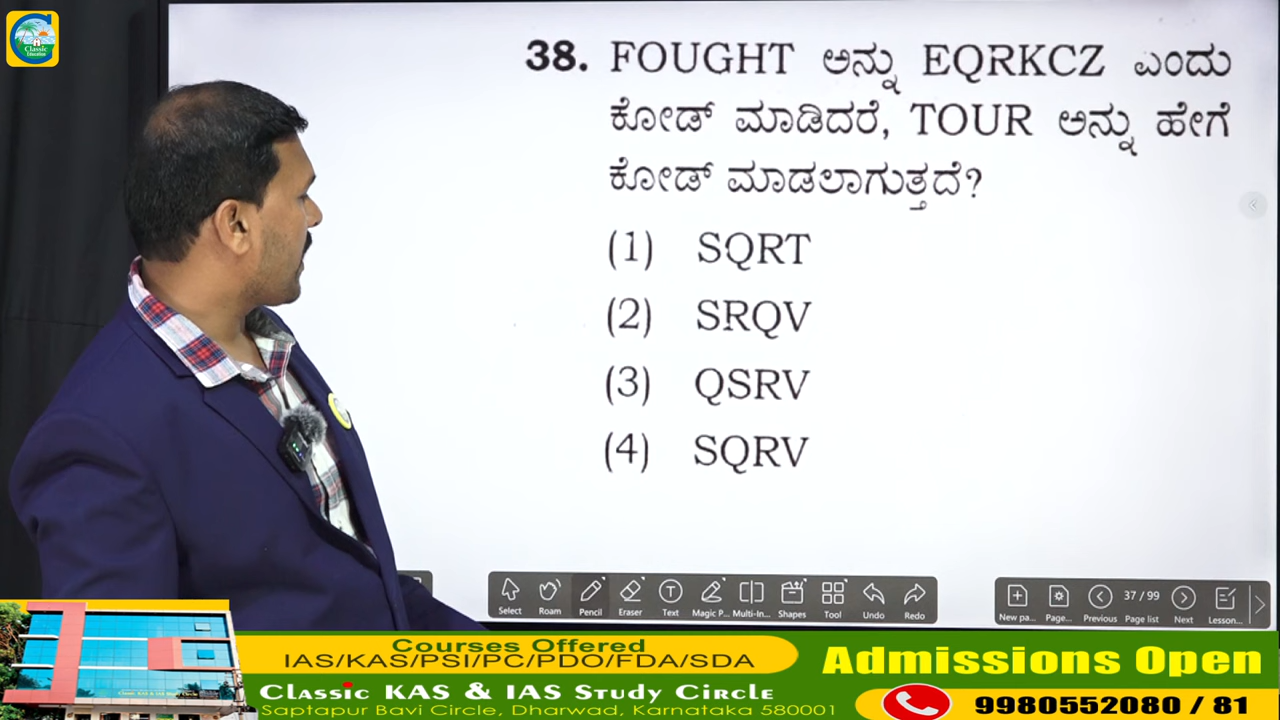 Classic
Education
38. FOUGHT ಅನ್ನು EQRKCZ ಎಂದು
ಕೋಡ್ ಮಾಡಿದರೆ, TOUR ಅನ್ನು ಹೇಗೆ
ಕೋಡ್ ಮಾಡಲಾಗುತ್ತದೆ?
(1) SQRT
(2) SRQV
(3) QSRV
(4) SQRV
Select Roam Pencil Eraser Text Magic P... Multi-In... Shapes Tool Undo Redo
37 / 99
New pa... Page... Previous Page list Next Lesson...
Courses Offered
IAS/KAS/PSI/PC/PDO/FDA/SDA
Admissions Open
Classic KAS & IAS Study Circle
Saptapur Bavi Circle, Dharwad, Karnataka 580001
9980552080 / 81